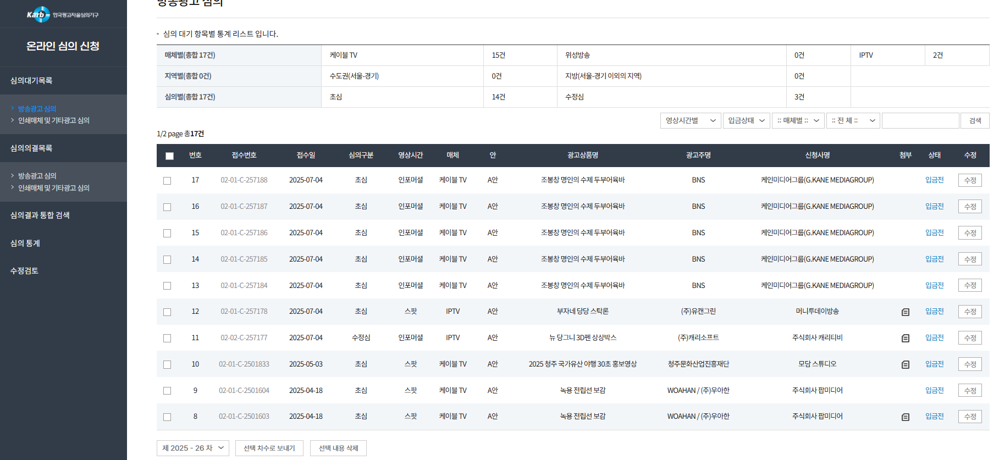 Karb 한국광고자율심의기구
온라인 심의 신청
심의대기목록
방송광고 심의
인쇄매체 및 기타광고 심의
심의의결목록
방송광고 심의
인쇄매체 및 기타광고 심의
심의결과 통합 검색
심의 통계
수정검토
방송광고 심의
심의 대기 항목별 통계 리스트 입니다.
매체별(총합 17건) 케이블 TV 15건 위성방송 0건 IPTV 2건
지역별(총합 0건) 수도권(서울-경기) 0건 지방(서울-경기 이외의 지역) 0건
심의별(총합 17건) 초심 14건 수정심 3건
영상시간별 입금상태 :: 매체별 :: :: 전 체 :: 검색
1/2 page 총17건
번호 접수번호 접수일 심의구분 영상시간 매체 안 광고상품명 광고주명 신청사명 첨부 상태 수정
17 02-01-C-257188 2025-07-04 초심 인포머셜 케이블 TV A안 조봉창 명인의 수제 두부어육바 BNS 케인미디어그룹(G.KANE MEDIAGROUP) 입금전 수정
16 02-01-C-257187 2025-07-04 초심 인포머셜 케이블 TV A안 조봉창 명인의 수제 두부어육바 BNS 케인미디어그룹(G.KANE MEDIAGROUP) 입금전 수정
15 02-01-C-257186 2025-07-04 초심 인포머셜 케이블 TV A안 조봉창 명인의 수제 두부어육바 BNS 케인미디어그룹(G.KANE MEDIAGROUP) 입금전 수정
14 02-01-C-257185 2025-07-04 초심 인포머셜 케이블 TV A안 조봉창 명인의 수제 두부어육바 BNS 케인미디어그룹(G.KANE MEDIAGROUP) 입금전 수정
13 02-01-C-257184 2025-07-04 초심 인포머셜 케이블 TV A안 조봉창 명인의 수제 두부어육바 BNS 케인미디어그룹(G.KANE MEDIAGROUP) 입금전 수정
12 02-01-C-257178 2025-07-04 초심 스팟 IPTV A안 부자네 당당 스탁론 (주)유캔그린 머니투데이방송 입금전 수정
11 02-02-C-257177 2025-07-04 수정심 인포머셜 IPTV A안 뉴 당그니 3D펜 상상박스 (주)캐리소프트 주식회사 캐리티비 입금전 수정
10 02-01-C-2501833 2025-05-03 초심 스팟 케이블 TV A안 2025 청주 국가유산 야행 30초 홍보영상 청주문화산업진흥재단 모담 스튜디오 입금전 수정
9 02-01-C-2501604 2025-04-18 초심 스팟 케이블 TV A안 녹용 전립선 보감 WOAHAN / (주)우아한 주식회사 팝미디어 입금전 수정
8 02-01-C-2501603 2025-04-18 초심 스팟 케이블 TV A안 녹용 전립선 보감 WOAHAN / (주)우아한 주식회사 팝미디어 입금전 수정
제 2025 - 26 차 선택 차수로 보내기 선택 내용 삭제